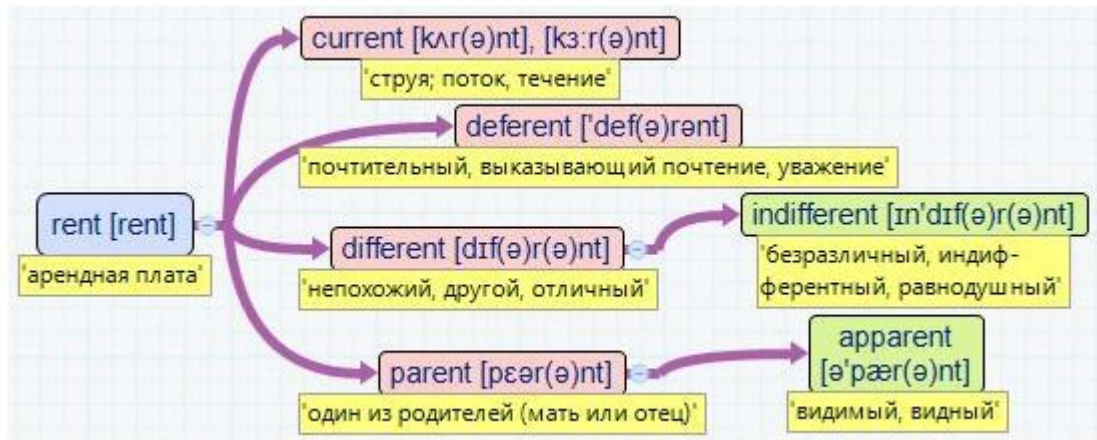 current [kʌr(ə)nt], [kɜ:r(ə)nt]
'струя; поток, течение'
deferent ['def(ə)rənt]
'почтительный, выказывающий почтение, уважение'
rent [rent]
'арендная плата'
different [dɪf(ə)r(ə)nt]
'непохожий, другой, отличный'
indifferent [ɪn'dɪf(ə)r(ə)nt]
'безразличный, индиф-
ферентный, равнодушный'
parent [pɛər(ə)nt]
'один из родителей (мать или отец)'
apparent
[ə'pær(ə)nt]
'видимый, видный'